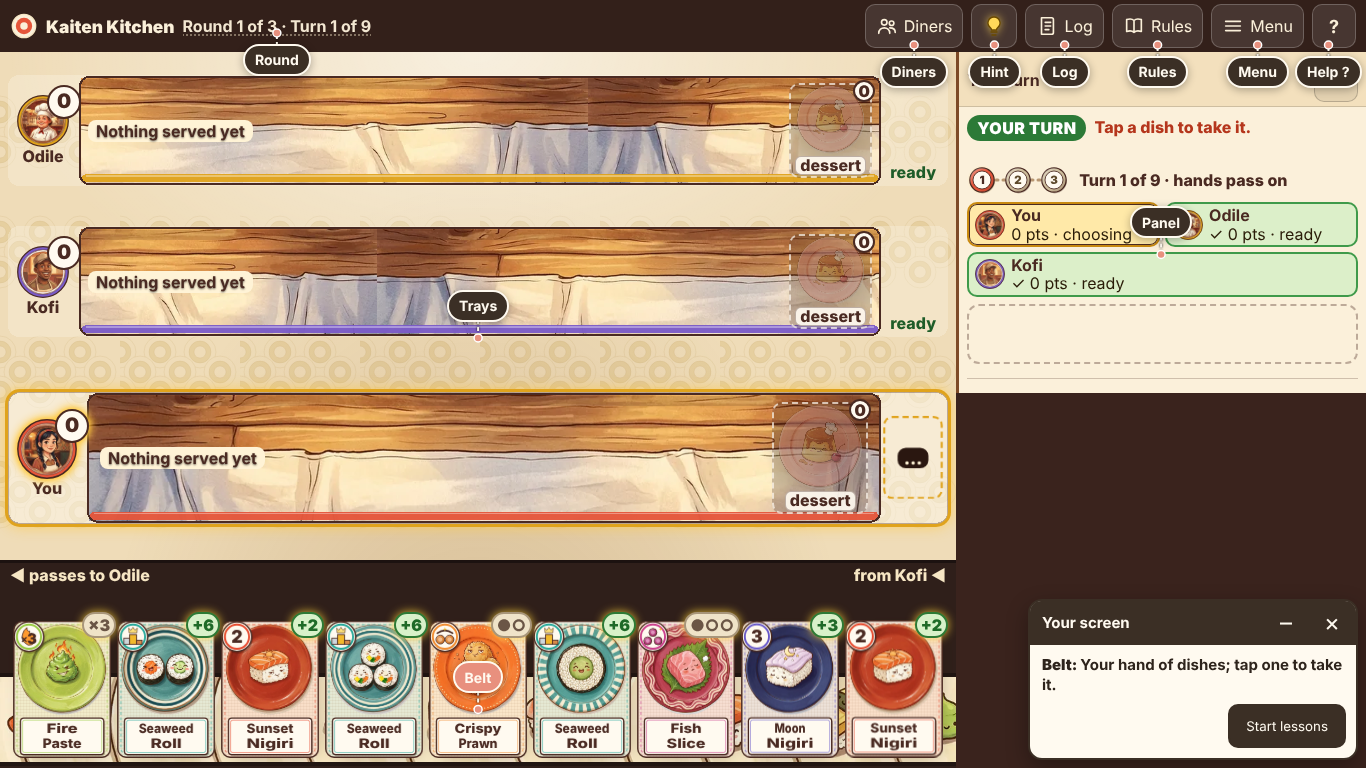 Kaiten Kitchen
Round 1 of 3 · Turn 1 of 9
Diners
Log
Rules
Menu
?
Round
Diners
Hint
Log
Rules
Menu
Help ?
0
Odile
Nothing served yet
0
dessert
ready
0
Kofi
Nothing served yet
Trays
0
dessert
ready
0
You
Nothing served yet
0
dessert
...
YOUR TURN
Tap a dish to take it.
1
2
3
Turn 1 of 9 · hands pass on
You
0 pts · choosing
Panel
Odile
✓ 0 pts · ready
Kofi
✓ 0 pts · ready
◀ passes to Odile
from Kofi ◀
3
×3
Fire
Paste
+6
Seaweed
Roll
2
+2
Sunset
Nigiri
+6
Seaweed
Roll
Belt
Crispy
Prawn
+6
Seaweed
Roll
Fish
Slice
3
+3
Moon
Nigiri
2
+2
Sunset
Nigiri
Your screen
Belt: Your hand of dishes; tap one to take
it.
Start lessons